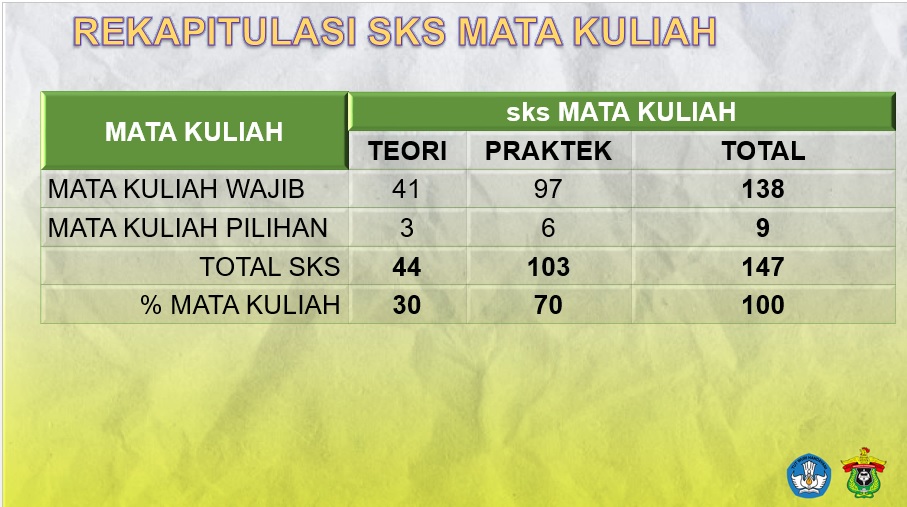 REKAPITULASI SKS MATA KULIAH
MATA KULIAH
sks MATA KULIAH
TEORI PRAKTEK TOTAL
MATA KULIAH WAJIB 41 97 138
MATA KULIAH PILIHAN 3 6 9
TOTAL SKS 44 103 147
% MATA KULIAH 30 70 100